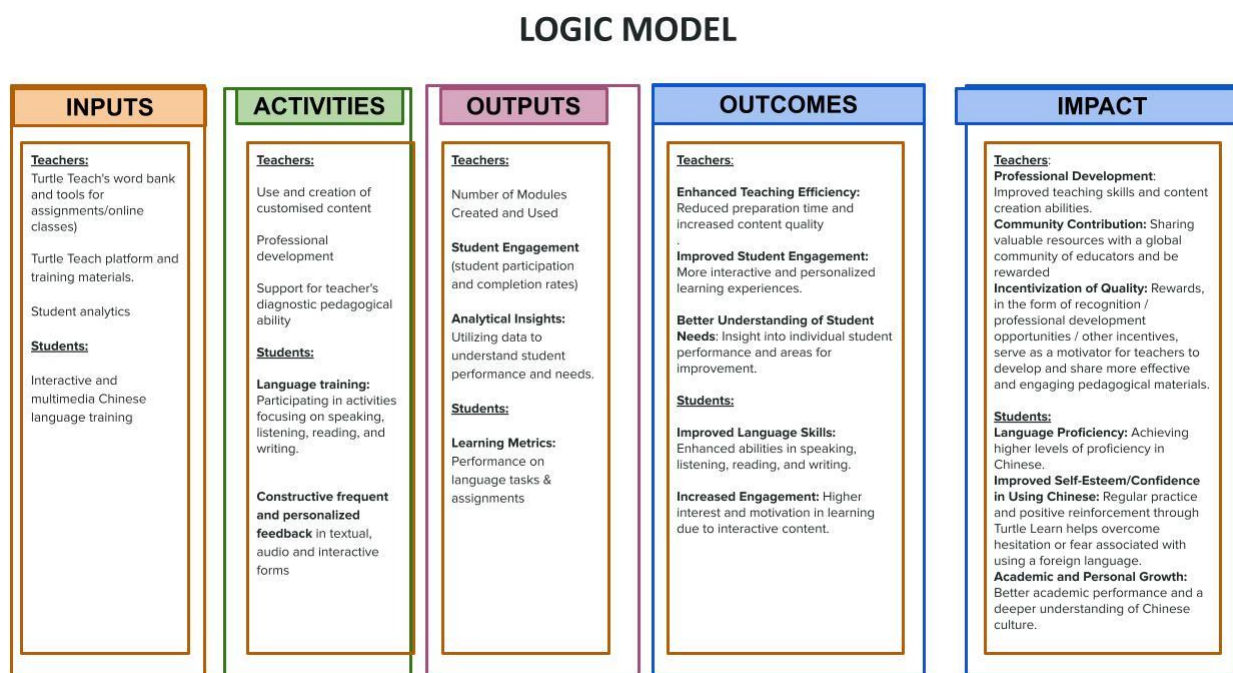 LOGIC MODEL
INPUTS
Teachers:
Turtle Teach's word bank
and tools for
assignments/online
classes)
Turtle Teach platform and
training materials.
Student analytics
Students:
Interactive and
multimedia Chinese
language training
ACTIVITIES
Teachers:
Use and creation of
customised content
Professional
development
Support for teacher's
diagnostic pedagogical
ability
Students:
Language training:
Participating in activities
focusing on speaking,
listening, reading, and
writing.
Constructive frequent
and personalized
feedback in textual,
audio and interactive
forms
OUTPUTS
Teachers:
Number of Modules
Created and Used
Student Engagement
(student participation
and completion rates)
Analytical Insights:
Utilizing data to
understand student
performance and needs.
Students:
Learning Metrics:
Performance on
language tasks &
assignments
OUTCOMES
Teachers:
Enhanced Teaching Efficiency:
Reduced preparation time and
increased content quality
.
Improved Student Engagement:
More interactive and personalized
learning experiences.
Better Understanding of Student
Needs: Insight into individual student
performance and areas for
improvement.
Students:
Improved Language Skills:
Enhanced abilities in speaking,
listening, reading, and writing.
Increased Engagement: Higher
interest and motivation in learning
due to interactive content.
IMPACT
Teachers:
Professional Development:
Improved teaching skills and content
creation abilities.
Community Contribution: Sharing
valuable resources with a global
community of educators and be
rewarded
Incentivization of Quality: Rewards,
in the form of recognition /
professional development
opportunities / other incentives,
serve as a motivator for teachers to
develop and share more effective
and engaging pedagogical materials.
Students:
Language Proficiency: Achieving
higher levels of proficiency in
Chinese.
Improved Self-Esteem/Confidence
in Using Chinese: Regular practice
and positive reinforcement through
Turtle Learn helps overcome
hesitation or fear associated with
using a foreign language.
Academic and Personal Growth:
Better academic performance and a
deeper understanding of Chinese
culture.